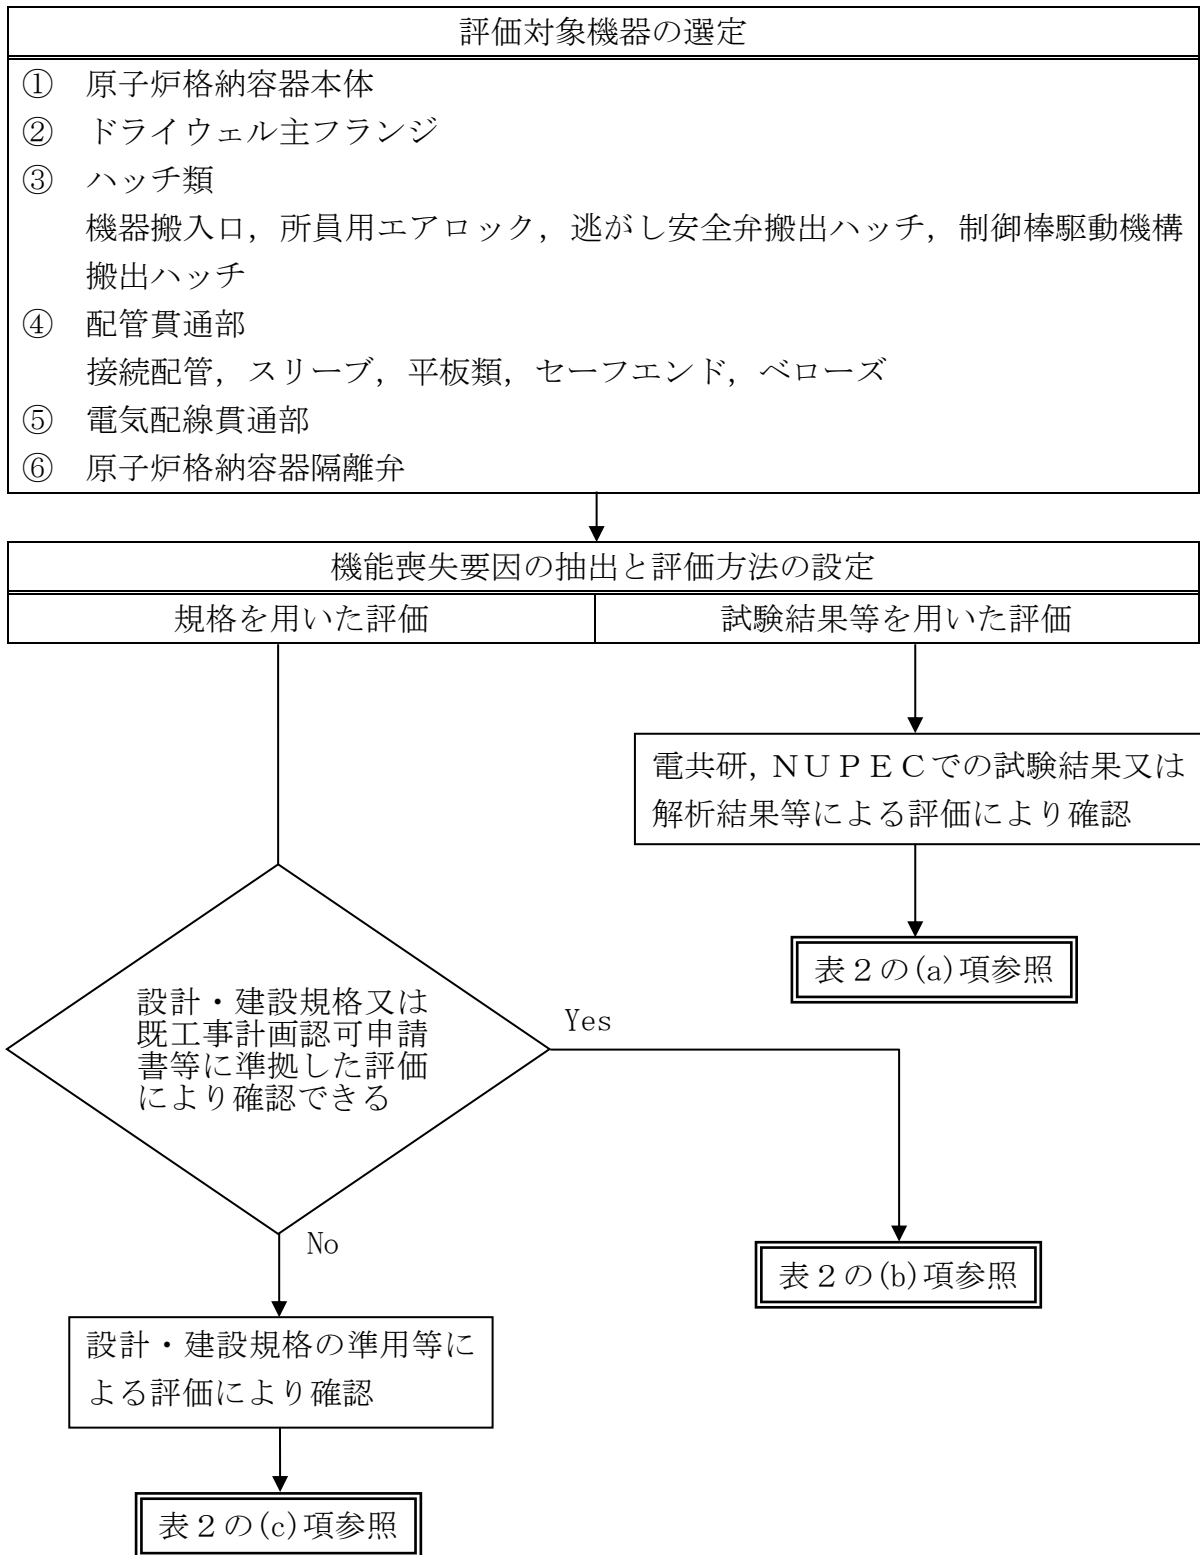 評価対象機器の選定
① 原子炉格納容器本体
② ドライウェル主フランジ
③ ハッチ類
機器搬入口，所員用エアロック，逃がし安全弁搬出ハッチ，制御棒駆動機構
搬出ハッチ
④ 配管貫通部
接続配管，スリーブ，平板類，セーフエンド，ベローズ
⑤ 電気配線貫通部
⑥ 原子炉格納容器隔離弁
機能喪失要因の抽出と評価方法の設定
規格を用いた評価
試験結果等を用いた評価
電共研，ＮＵＰＥＣでの試験結果又は
解析結果等による評価により確認
表２の(a)項参照
設計・建設規格又は
既工事計画認可申請
書等に準拠した評価
により確認できる
Yes
表２の(b)項参照
No
設計・建設規格の準用等に
よる評価により確認
表２の(c)項参照